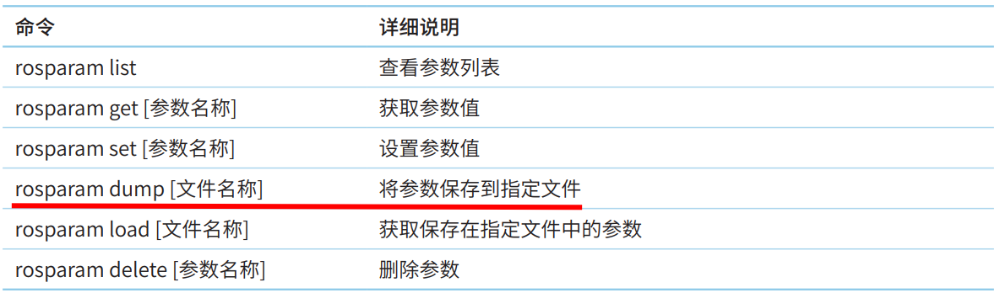 命令 详细说明
rosparam list 查看参数列表
rosparam get [参数名称] 获取参数值
rosparam set [参数名称] 设置参数值
rosparam dump [文件名称] 将参数保存到指定文件
rosparam load [文件名称] 获取保存在指定文件中的参数
rosparam delete [参数名称] 删除参数